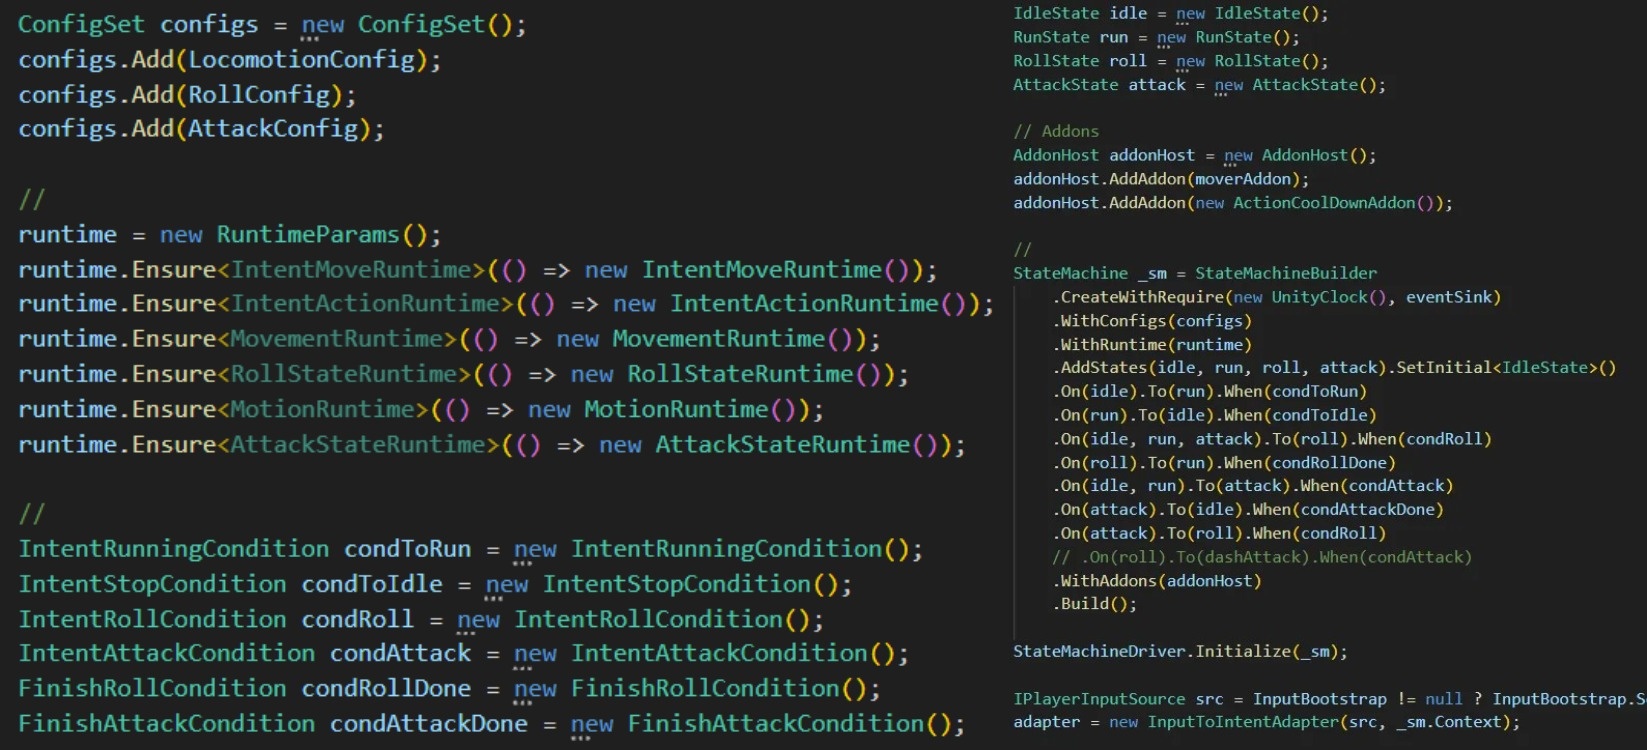 ConfigSet configs = new ConfigSet();
configs.Add(LocomotionConfig);
configs.Add(RollConfig);
configs.Add(AttackConfig);
//
runtime = new RuntimeParams();
runtime.Ensure<IntentMoveRuntime>(() => new IntentMoveRuntime());
runtime.Ensure<IntentActionRuntime>(() => new IntentActionRuntime());
runtime.Ensure<MovementRuntime>(() => new MovementRuntime());
runtime.Ensure<RollStateRuntime>(() => new RollStateRuntime());
runtime.Ensure<MotionRuntime>(() => new MotionRuntime());
runtime.Ensure<AttackStateRuntime>(() => new AttackStateRuntime());
//
IntentRunningCondition condToRun = new IntentRunningCondition();
IntentStopCondition condToIdle = new IntentStopCondition();
IntentRollCondition condRoll = new IntentRollCondition();
IntentAttackCondition condAttack = new IntentAttackCondition();
FinishRollCondition condRollDone = new FinishRollCondition();
FinishAttackCondition condAttackDone = new FinishAttackCondition();
IdleState idle = new IdleState();
RunState run = new RunState();
RollState roll = new RollState();
AttackState attack = new AttackState();
// Addons
AddonHost addonHost = new AddonHost();
addonHost.AddAddon(moverAddon);
addonHost.AddAddon(new ActionCoolDownAddon());
//
StateMachine _sm = StateMachineBuilder
.CreateWithRequire(new UnityClock(), eventSink)
.WithConfigs(configs)
.WithRuntime(runtime)
.AddStates(idle, run, roll, attack).SetInitial<IdleState>()
.On(idle).To(run).When(condToRun)
.On(run).To(idle).When(condToIdle)
.On(idle, run, attack).To(roll).When(condRoll)
.On(roll).To(run).When(condRollDone)
.On(idle, run).To(attack).When(condAttack)
.On(attack).To(idle).When(condAttackDone)
.On(attack).To(roll).When(condRoll)
// .On(roll).To(dashAttack).When(condAttack)
.WithAddons(addonHost)
.Build();
StateMachineDriver.Initialize(_sm);
IPlayerInputSource src = InputBootstrap != null ? InputBootstrap.S
adapter = new InputToIntentAdapter(src, _sm.Context);